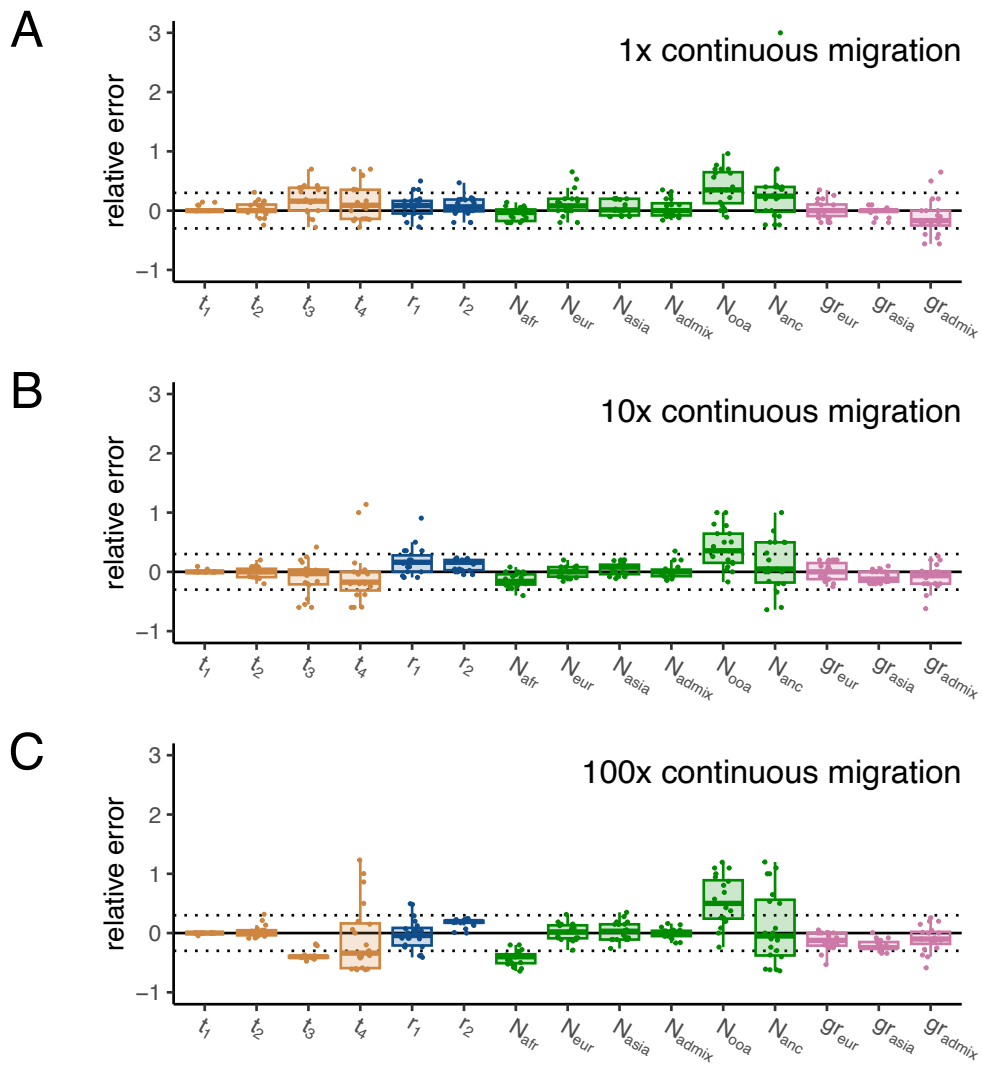 A
1x continuous migration
relative error
3
2
1
0
−1
t1 t2 t3 t4 r1 r2 Nafr Neur Nasia Nadmix Nooa Nanc greur grasia gradmix
B
10x continuous migration
relative error
3
2
1
0
−1
t1 t2 t3 t4 r1 r2 Nafr Neur Nasia Nadmix Nooa Nanc greur grasia gradmix
C
100x continuous migration
relative error
3
2
1
0
−1
t1 t2 t3 t4 r1 r2 Nafr Neur Nasia Nadmix Nooa Nanc greur grasia gradmix